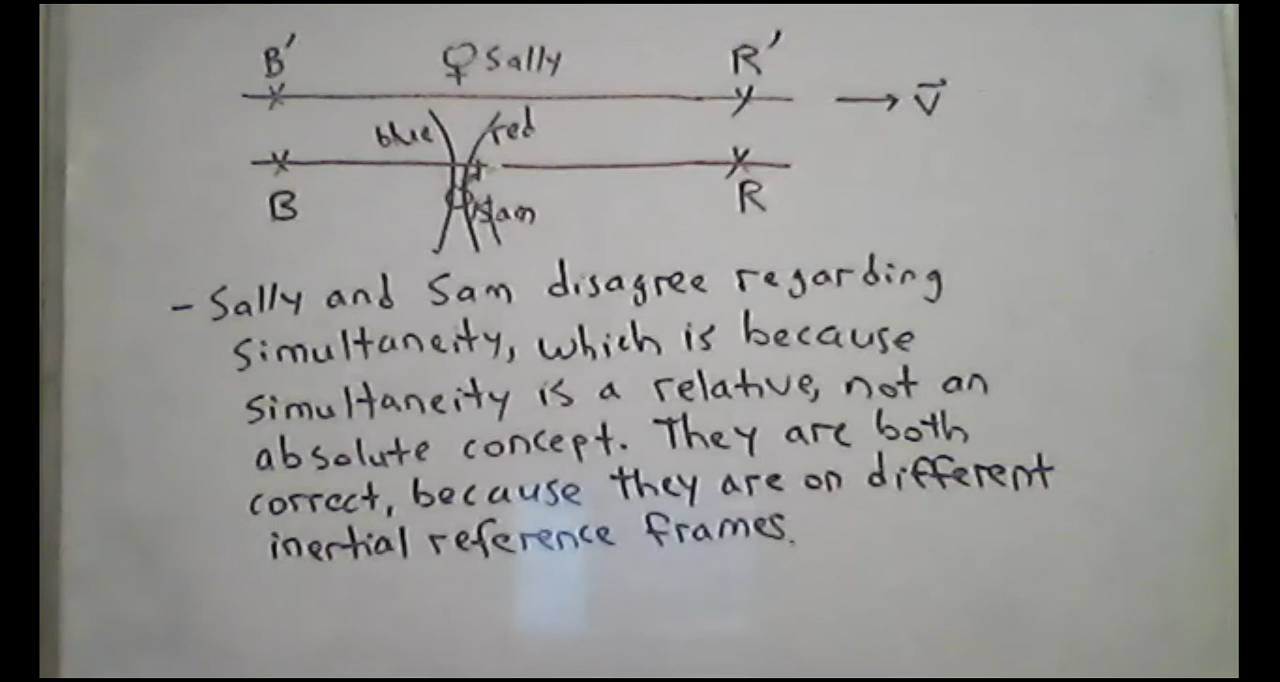 B' ♀ Sally R'
→ V
blue red
B Sam R
- Sally and Sam disagree regarding
simultaneity, which is because
simultaneity is a relative, not an
absolute concept. They are both
correct, because they are on different
inertial reference frames.